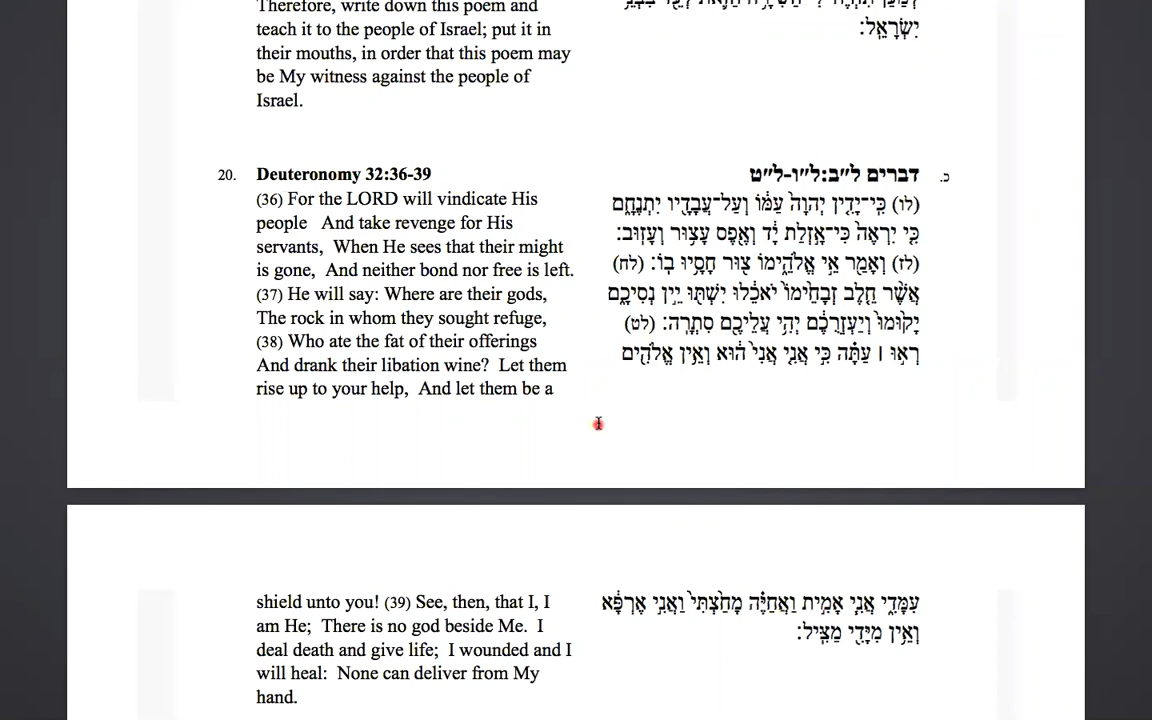 Therefore, write down this poem and
teach it to the people of Israel; put it in
their mouths, in order that this poem may
be My witness against the people of
Israel.
יִשְׂרָאֵֽל׃
20. Deuteronomy 32:36-39
(36) For the LORD will vindicate His
people And take revenge for His
servants, When He sees that their might
is gone, And neither bond nor free is left.
(37) He will say: Where are their gods,
The rock in whom they sought refuge,
(38) Who ate the fat of their offerings
And drank their libation wine? Let them
rise up to your help, And let them be a
כ. דברים ל״ב:ל״ו-ל״ט
(לו) כִּֽי־יָדִ֤ין יְהוָה֙ עַמּ֔וֹ וְעַל־עֲבָדָ֖יו יִתְנֶחָ֑ם
כִּ֤י יִרְאֶה֙ כִּי־אָ֣זְלַת יָ֔ד וְאֶ֖פֶס עָצ֥וּר וְעָזֽוּב׃
(לז) וְאָמַ֖ר אֵ֣י אֱלֹהֵ֑ימוֹ צ֖וּר חָסָ֥יוּ בֽוֹ׃ (לח)
אֲשֶׁ֨ר חֵ֤לֶב זְבָחֵ֙ימוֹ֙ יֹאכֵ֔לוּ יִשְׁתּ֖וּ יֵ֣ין נְסִיכָ֑ם
יָק֙וּמוּ֙ וְיַעְזְרֻכֶ֔ם יְהִ֥י עֲלֵיכֶ֖ם סִתְרָֽה׃ (לט)
רְא֣וּ ׀ עַתָּ֗ה כִּ֣י אֲנִ֤י אֲנִי֙ ה֔וּא וְאֵ֥ין אֱלֹהִ֖ים
shield unto you! (39) See, then, that I, I
am He; There is no god beside Me. I
deal death and give life; I wounded and I
will heal: None can deliver from My
hand.
עִמָּדִ֑י אֲנִ֧י אָמִ֣ית וַאֲחַיֶּ֗ה מָחַ֙צְתִּי֙ וַאֲנִ֣י אֶרְפָּ֔א
וְאֵ֥ין מִיָּדִ֖י מַצִּֽיל׃